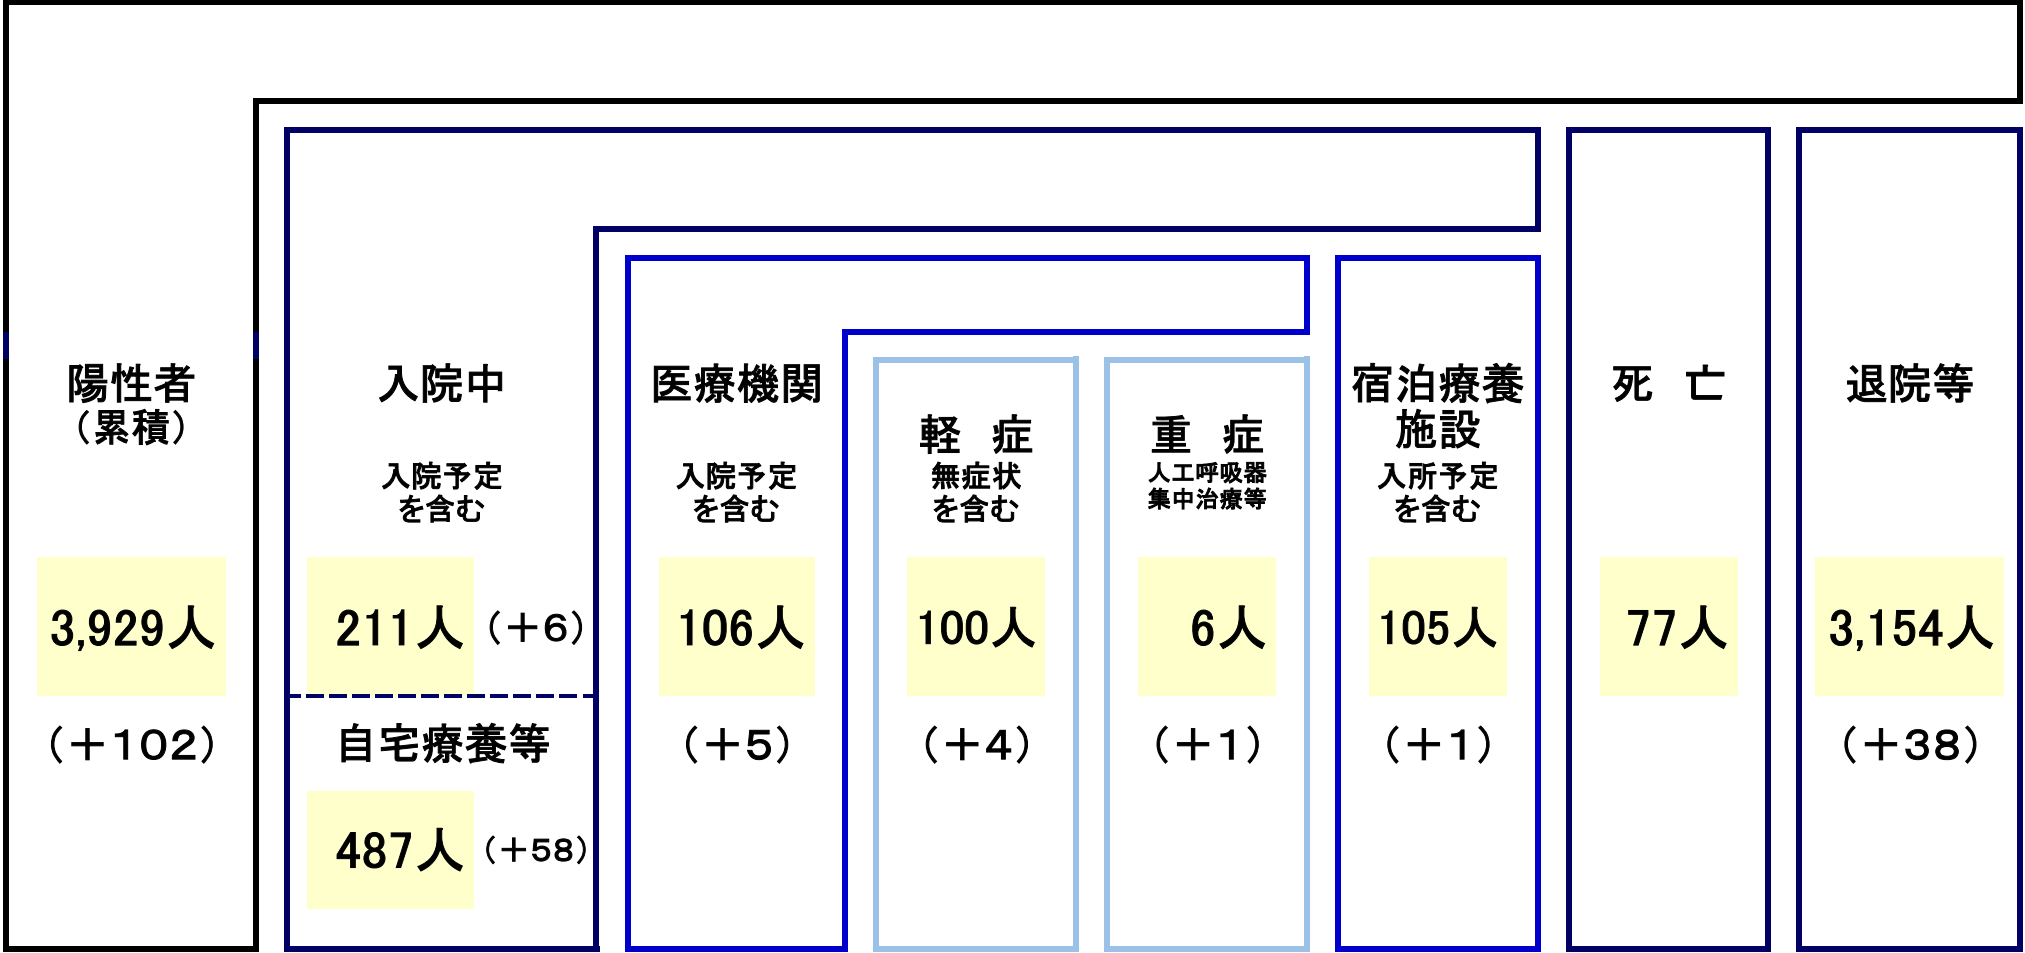 陽性者
（累積）
3,929人
（＋102）
入院中
入院予定
を含む
211人 （＋6）
自宅療養等
487人 （＋58）
医療機関
入院予定
を含む
106人
（＋5）
軽　症
無症状
を含む
100人
（＋4）
重　症
人工呼吸器
集中治療等
6人
（＋1）
宿泊療養
施設
入所予定
を含む
105人
（＋1）
死　亡
77人
退院等
3,154人
（＋38）